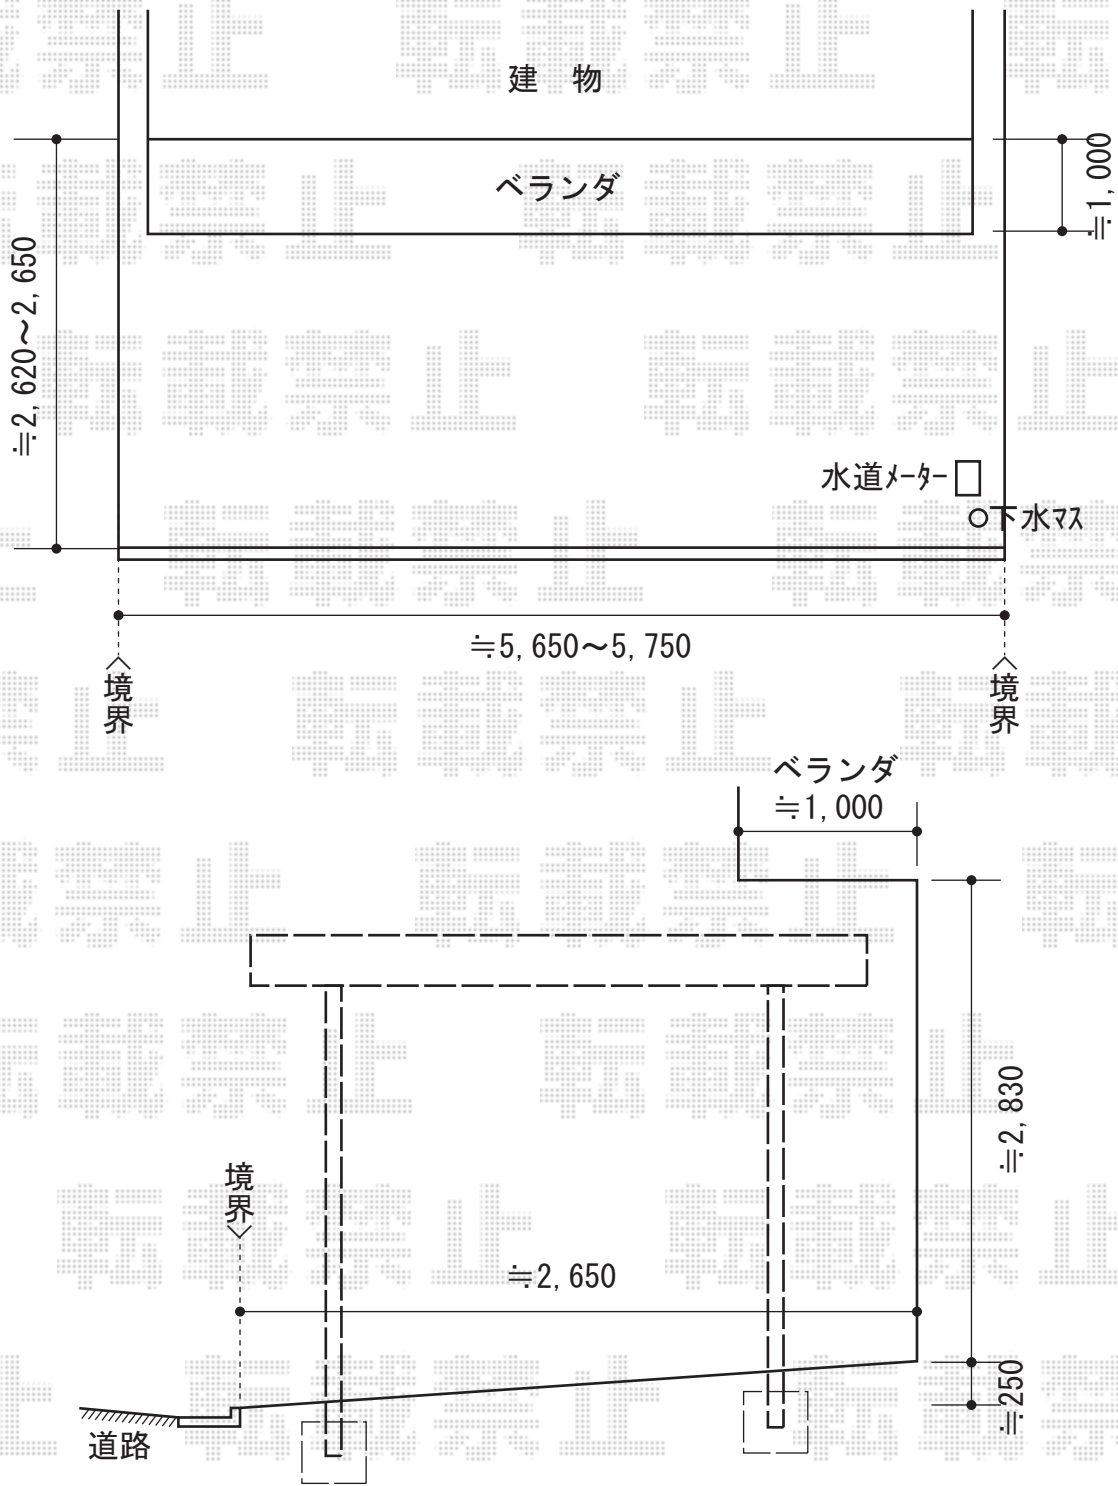 建 物
ベランダ
≒1,000
≒2,620～2,650
水道メーター
下水マス
≒5,650～5,750
境界
境界
ベランダ
≒1,000
≒2,830
境界
≒2,650
≒250
道路
転載禁止